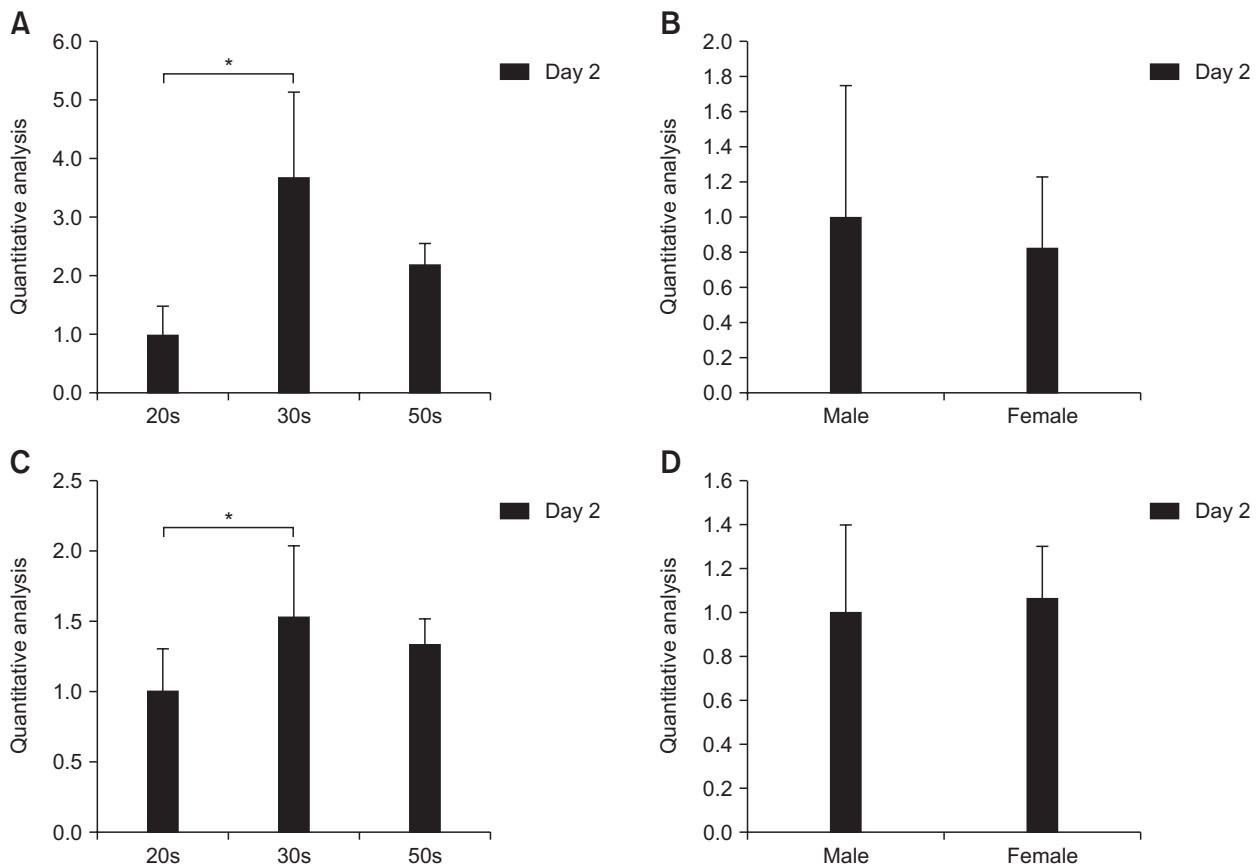 A
Quantitative analysis
6.0
5.0
4.0
3.0
2.0
1.0
0.0
*
Day 2
20s 30s 50s
B
Quantitative analysis
2.0
1.8
1.6
1.4
1.2
1.0
0.8
0.6
0.4
0.2
0.0
Day 2
Male Female
C
Quantitative analysis
2.5
2.0
1.5
1.0
0.5
0.0
*
Day 2
20s 30s 50s
D
Quantitative analysis
1.6
1.4
1.2
1.0
0.8
0.6
0.4
0.2
0.0
Day 2
Male Female